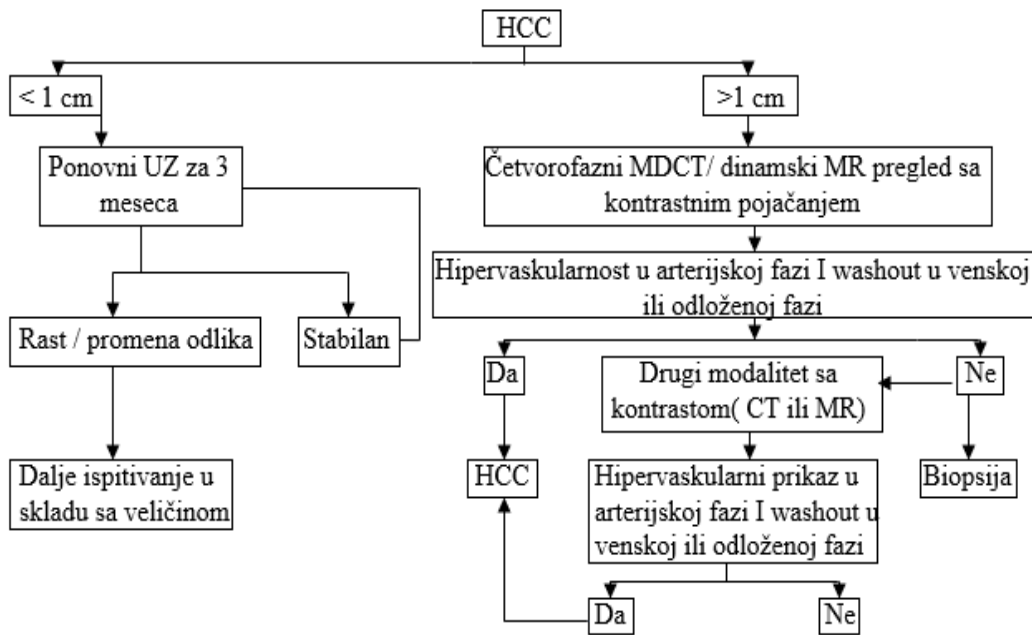 HCC
< 1 cm
>1 cm
Ponovni UZ za 3
meseca
Četvorofazni MDCT/ dinamski MR pregled sa
kontrastnim pojačanjem
Hipervaskularnost u arterijskoj fazi I washout u venskoj
ili odloženoj fazi
Rast / promena odlika
Stabilan
Da
Drugi modalitet sa
kontrastom( CT ili MR)
Ne
Dalje ispitivanje u
skladu sa veličinom
HCC
Hipervaskularni prikaz u
arterijskoj fazi I washout u
venskoj ili odloženoj fazi
Biopsija
Da
Ne